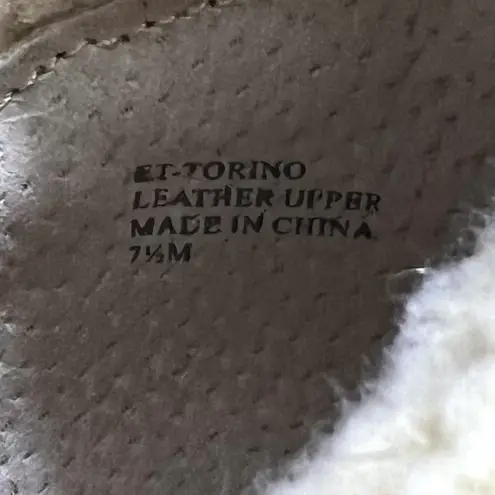 ET-TORINO
LEATHER UPPER
MADE IN CHINA
7½M